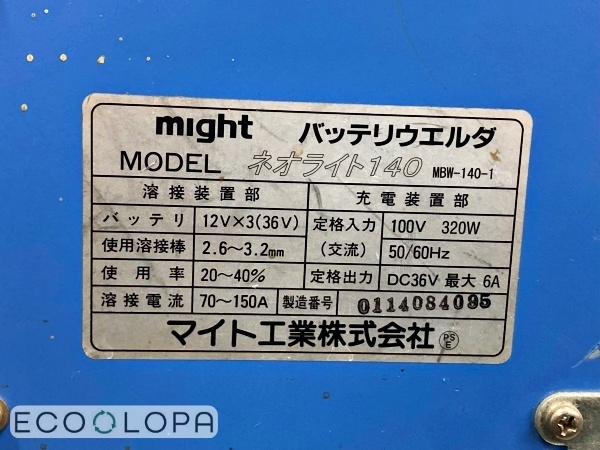 might バッテリウエルダ
MODEL ネオライト140 MBW-140-1
溶接装置部 充電装置部
バッテリ 12V×3(36V) 定格入力 100V 320W
使用溶接棒 2.6～3.2mm (交流) 50/60Hz
使用率 20～40% 定格出力 DC36V 最大 6A
溶接電流 70～150A 製造番号 0114084095
マイト工業株式会社 PSE
ECOOLOPA